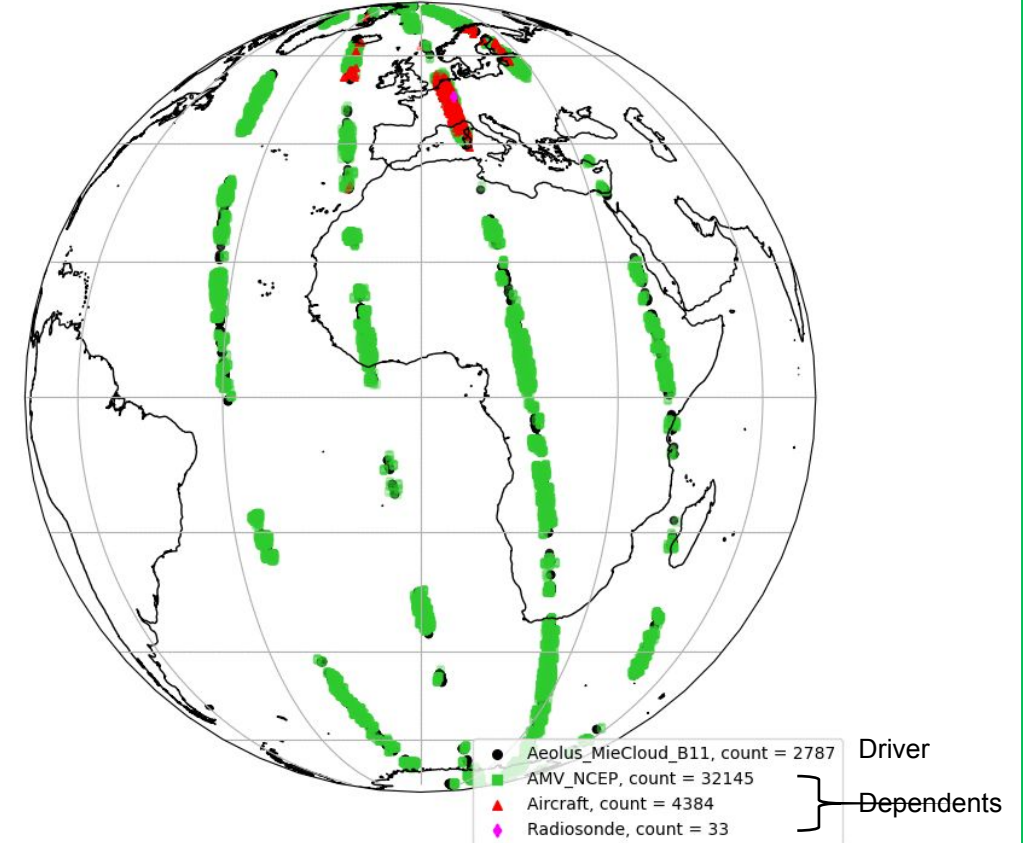 Aeolus_MieCloud_B11, count = 2787
Driver
AMV_NCEP, count = 32145
Aircraft, count = 4384
Dependents
Radiosonde, count = 33